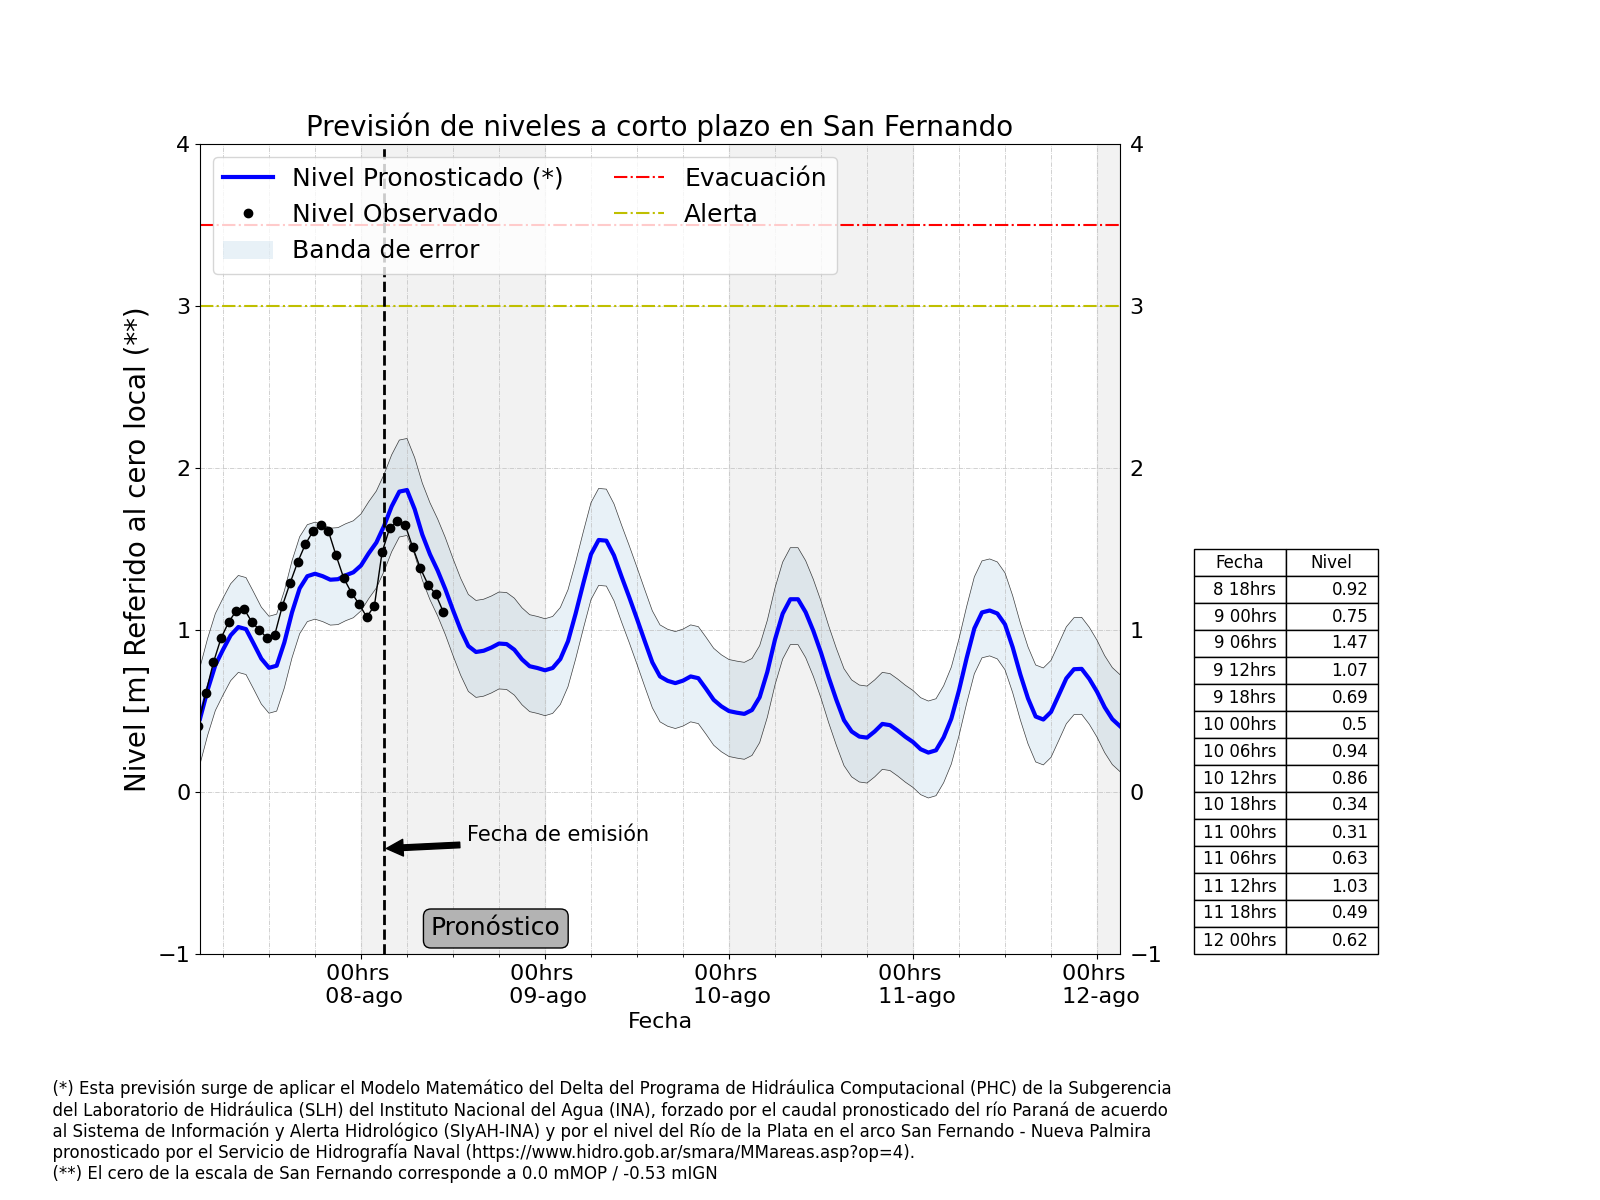 Previsión de niveles a corto plazo en San Fernando
Nivel Pronosticado (*)
Nivel Observado
Banda de error
Evacuación
Alerta
Nivel [m] Referido al cero local (**)
4
3
2
1
0
−1
4
3
2
1
0
−1
Fecha de emisión
Pronóstico
00hrs 00hrs 00hrs 00hrs 00hrs
08-ago 09-ago 10-ago 11-ago 12-ago
Fecha
Fecha Nivel
8 18hrs 0.92
9 00hrs 0.75
9 06hrs 1.47
9 12hrs 1.07
9 18hrs 0.69
10 00hrs 0.5
10 06hrs 0.94
10 12hrs 0.86
10 18hrs 0.34
11 00hrs 0.31
11 06hrs 0.63
11 12hrs 1.03
11 18hrs 0.49
12 00hrs 0.62
(*) Esta previsión surge de aplicar el Modelo Matemático del Delta del Programa de Hidráulica Computacional (PHC) de la Subgerencia
del Laboratorio de Hidráulica (SLH) del Instituto Nacional del Agua (INA), forzado por el caudal pronosticado del río Paraná de acuerdo
al Sistema de Información y Alerta Hidrológico (SIyAH-INA) y por el nivel del Río de la Plata en el arco San Fernando - Nueva Palmira
pronosticado por el Servicio de Hidrografía Naval (https://www.hidro.gob.ar/smara/MMareas.asp?op=4).
(**) El cero de la escala de San Fernando corresponde a 0.0 mMOP / -0.53 mIGN